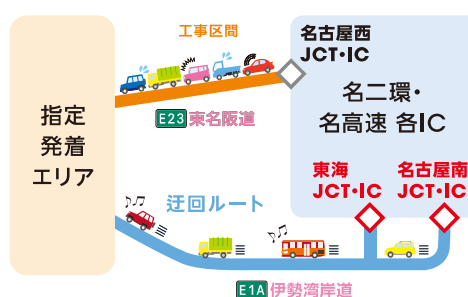 工事区間
名古屋西
JCT・IC
指定
発着
エリア
E23 東名阪道
名二環・
名高速 各IC
東海
JCT・IC
名古屋南
JCT・IC
迂回ルート
E1A 伊勢湾岸道